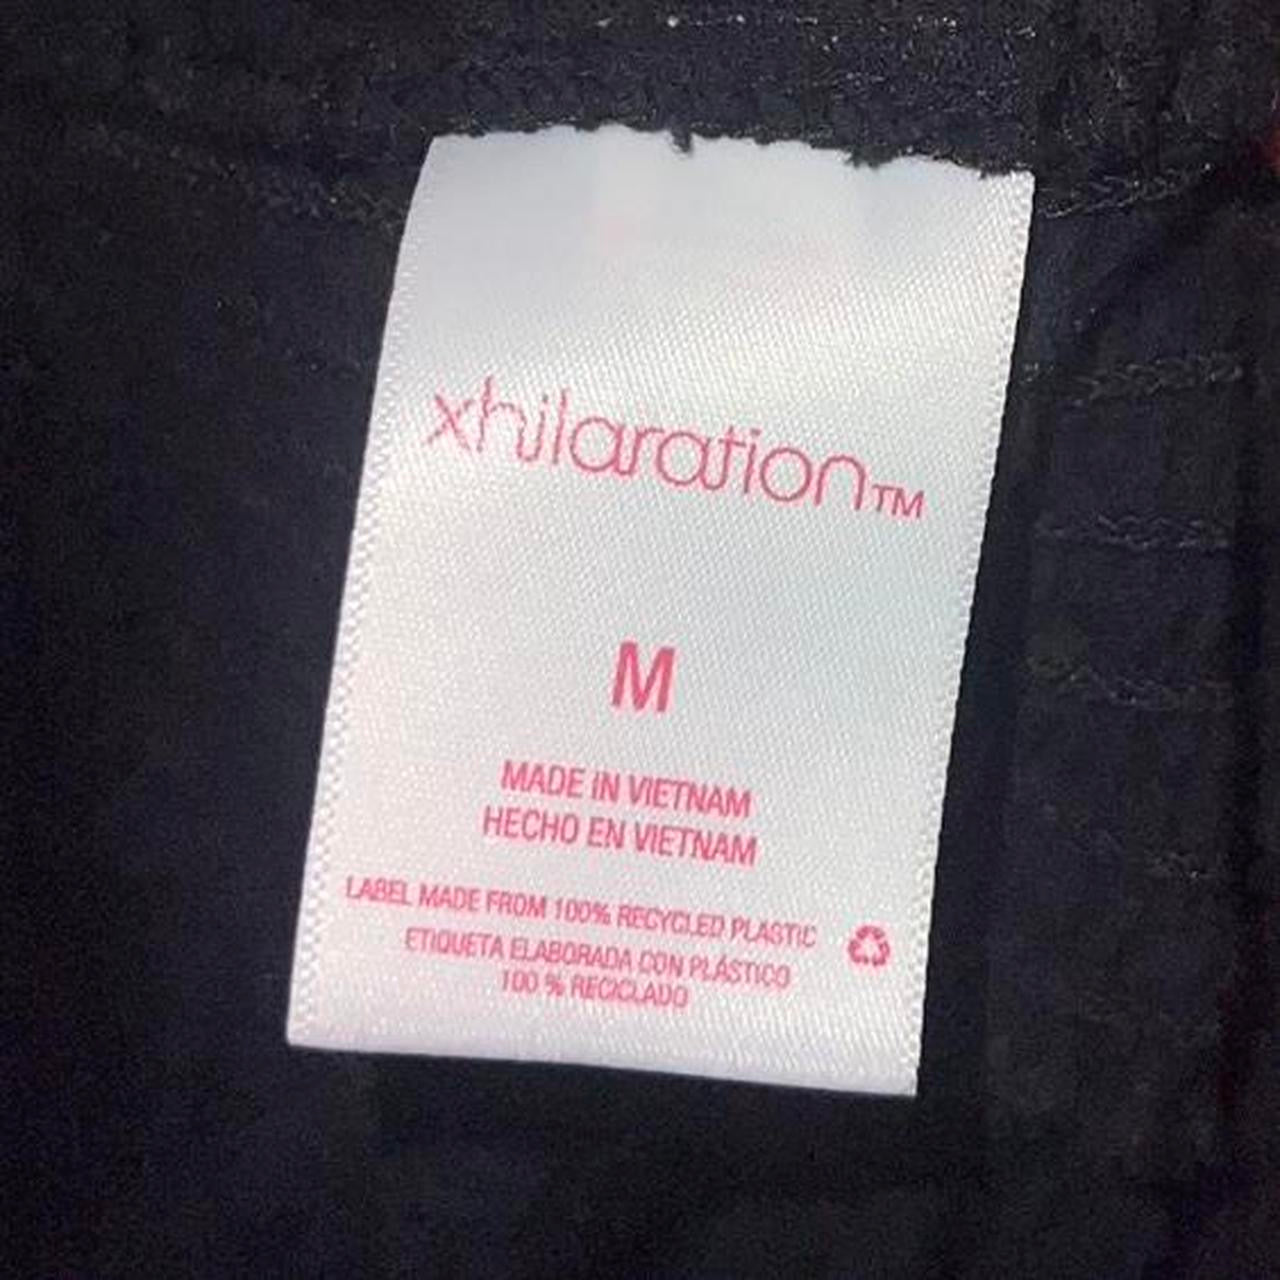 xhilaration™
M
MADE IN VIETNAM
HECHO EN VIETNAM
LABEL MADE FROM 100% RECYCLED PLASTIC
ETIQUETA ELABORADA CON PLÁSTICO
100 % RECICLADO